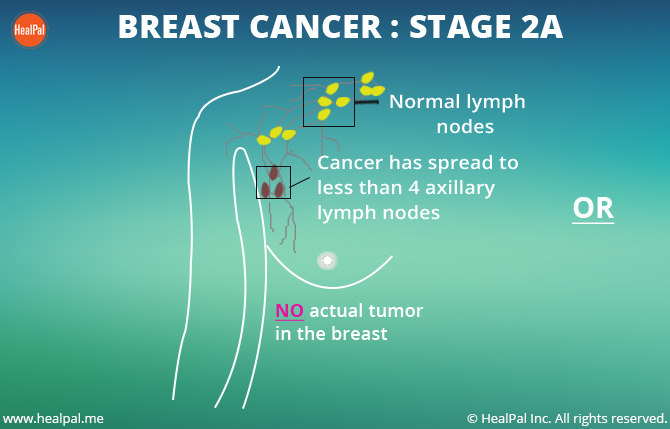 HealPal
BREAST CANCER : STAGE 2A
Normal lymph
nodes
Cancer has spread to
less than 4 axillary
lymph nodes
OR
NO actual tumor
in the breast
www.healpal.me
© HealPal Inc. All rights reserved.